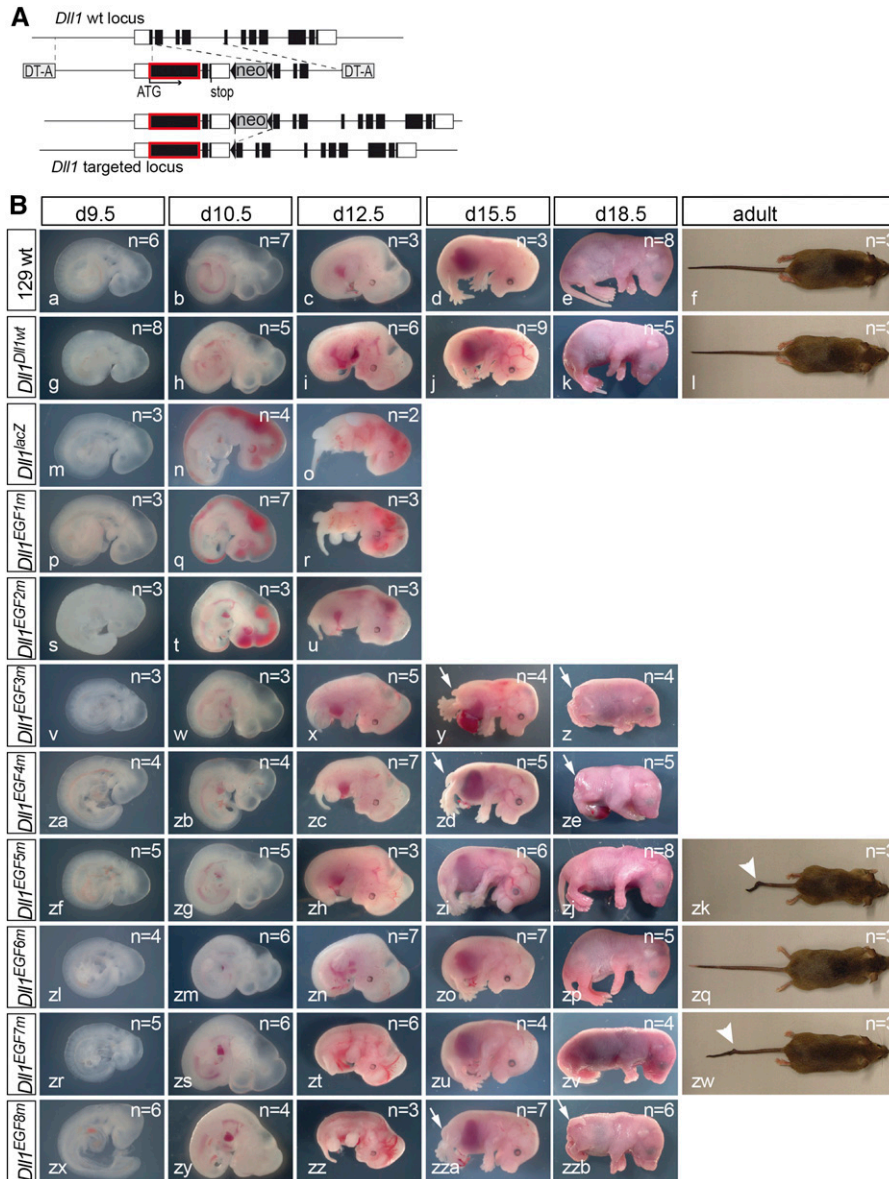 A
Dll1 wt locus
DT-A
neo
DT-A
ATG
stop
neo
Dll1 targeted locus
B
d9.5 d10.5 d12.5 d15.5 d18.5 adult
129 wt
n=6 n=7 n=3 n=3 n=8 n=3
a b c d e f
Dll1Dll1wt
n=8 n=5 n=6 n=9 n=5 n=3
g h i j k l
Dll1lacZ
n=3 n=4 n=2
m n o
Dll1EGF1m
n=3 n=7 n=3
p q r
Dll1EGF2m
n=3 n=3 n=3
s t u
Dll1EGF3m
n=3 n=3 n=5 n=4 n=4
v w x y z
Dll1EGF4m
n=4 n=4 n=7 n=5 n=5
za zb zc zd ze
Dll1EGF5m
n=5 n=5 n=3 n=6 n=8 n=3
zf zg zh zi zj zk
Dll1EGF6m
n=4 n=6 n=7 n=7 n=5 n=3
zl zm zn zo zp zq
Dll1EGF7m
n=5 n=6 n=6 n=4 n=4 n=3
zr zs zt zu zv zw
Dll1EGF8m
n=6 n=4 n=3 n=7 n=6
zx zy zz zza zzb